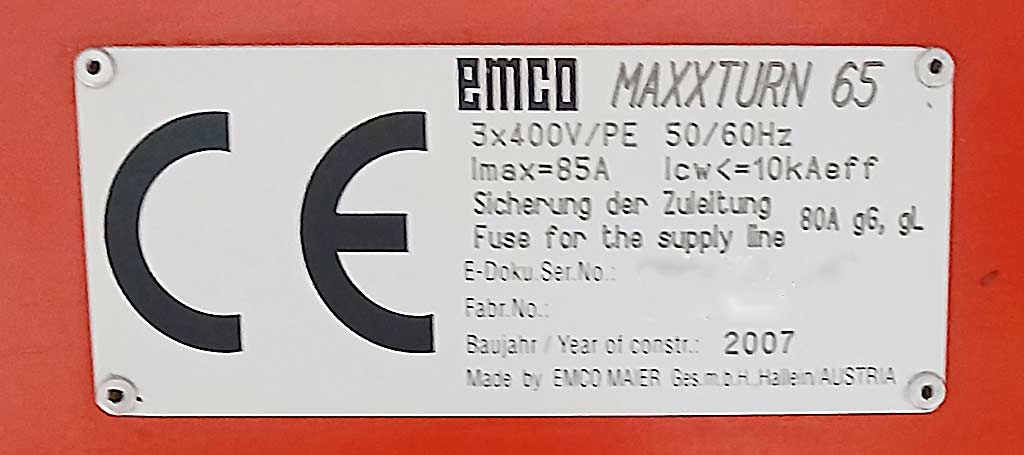 CE
emco MAXXTURN 65
3x400V/PE 50/60Hz
Imax=85A Icw<=10kAeff
Sicherung der Zuleitung
Fuse for the supply line 80A gG, gL
E-Doku.Ser.No.:
Fabr.No.:
Baujahr / Year of constr.: 2007
Made by EMCO MAIER Ges.m.b.H., Hallein/AUSTRIA